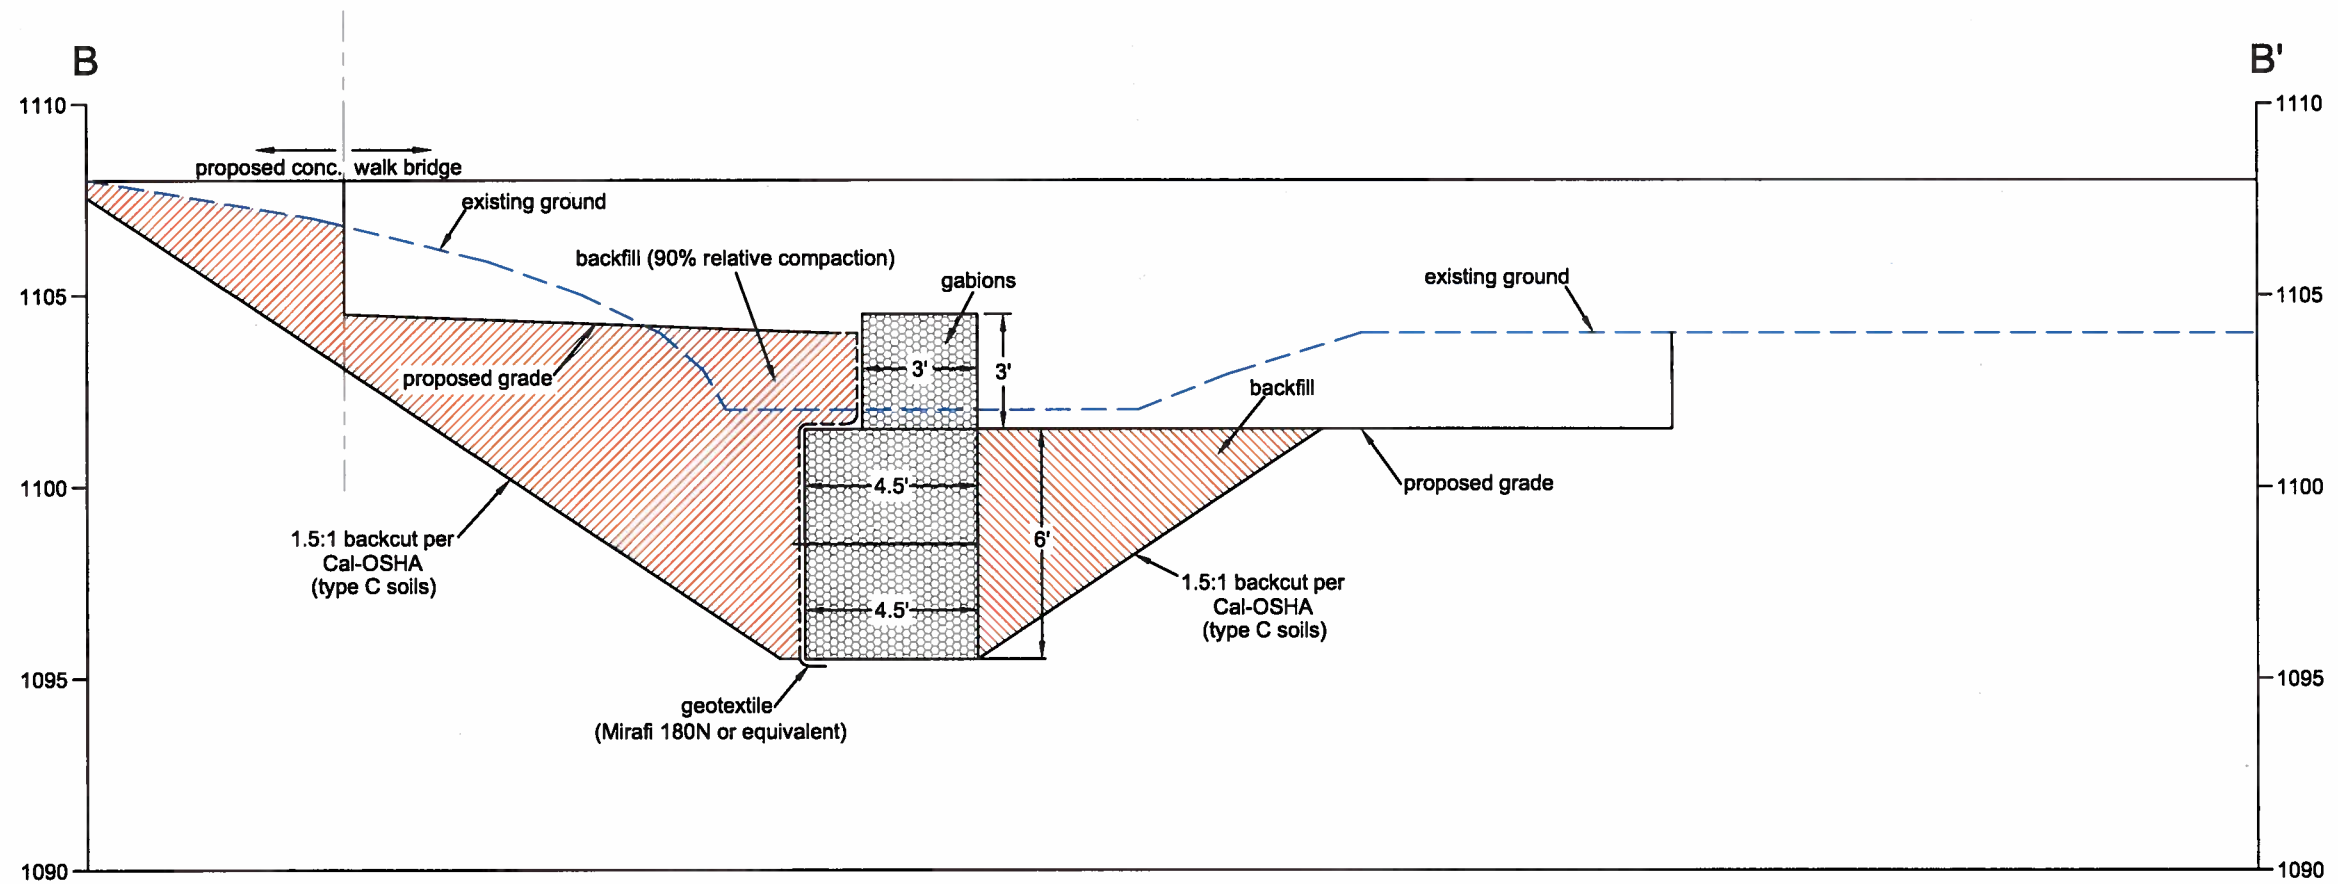 B
B'
1110
1110
proposed conc. walk bridge
existing ground
backfill (90% relative compaction)
gabions
existing ground
1105
1105
3'
3'
proposed grade
backfill
1100
4.5'
1100
proposed grade
1.5:1 backcut per
Cal-OSHA
(type C soils)
6'
1.5:1 backcut per
Cal-OSHA
(type C soils)
4.5'
1095
1095
geotextile
(Mirafi 180N or equivalent)
1090
1090